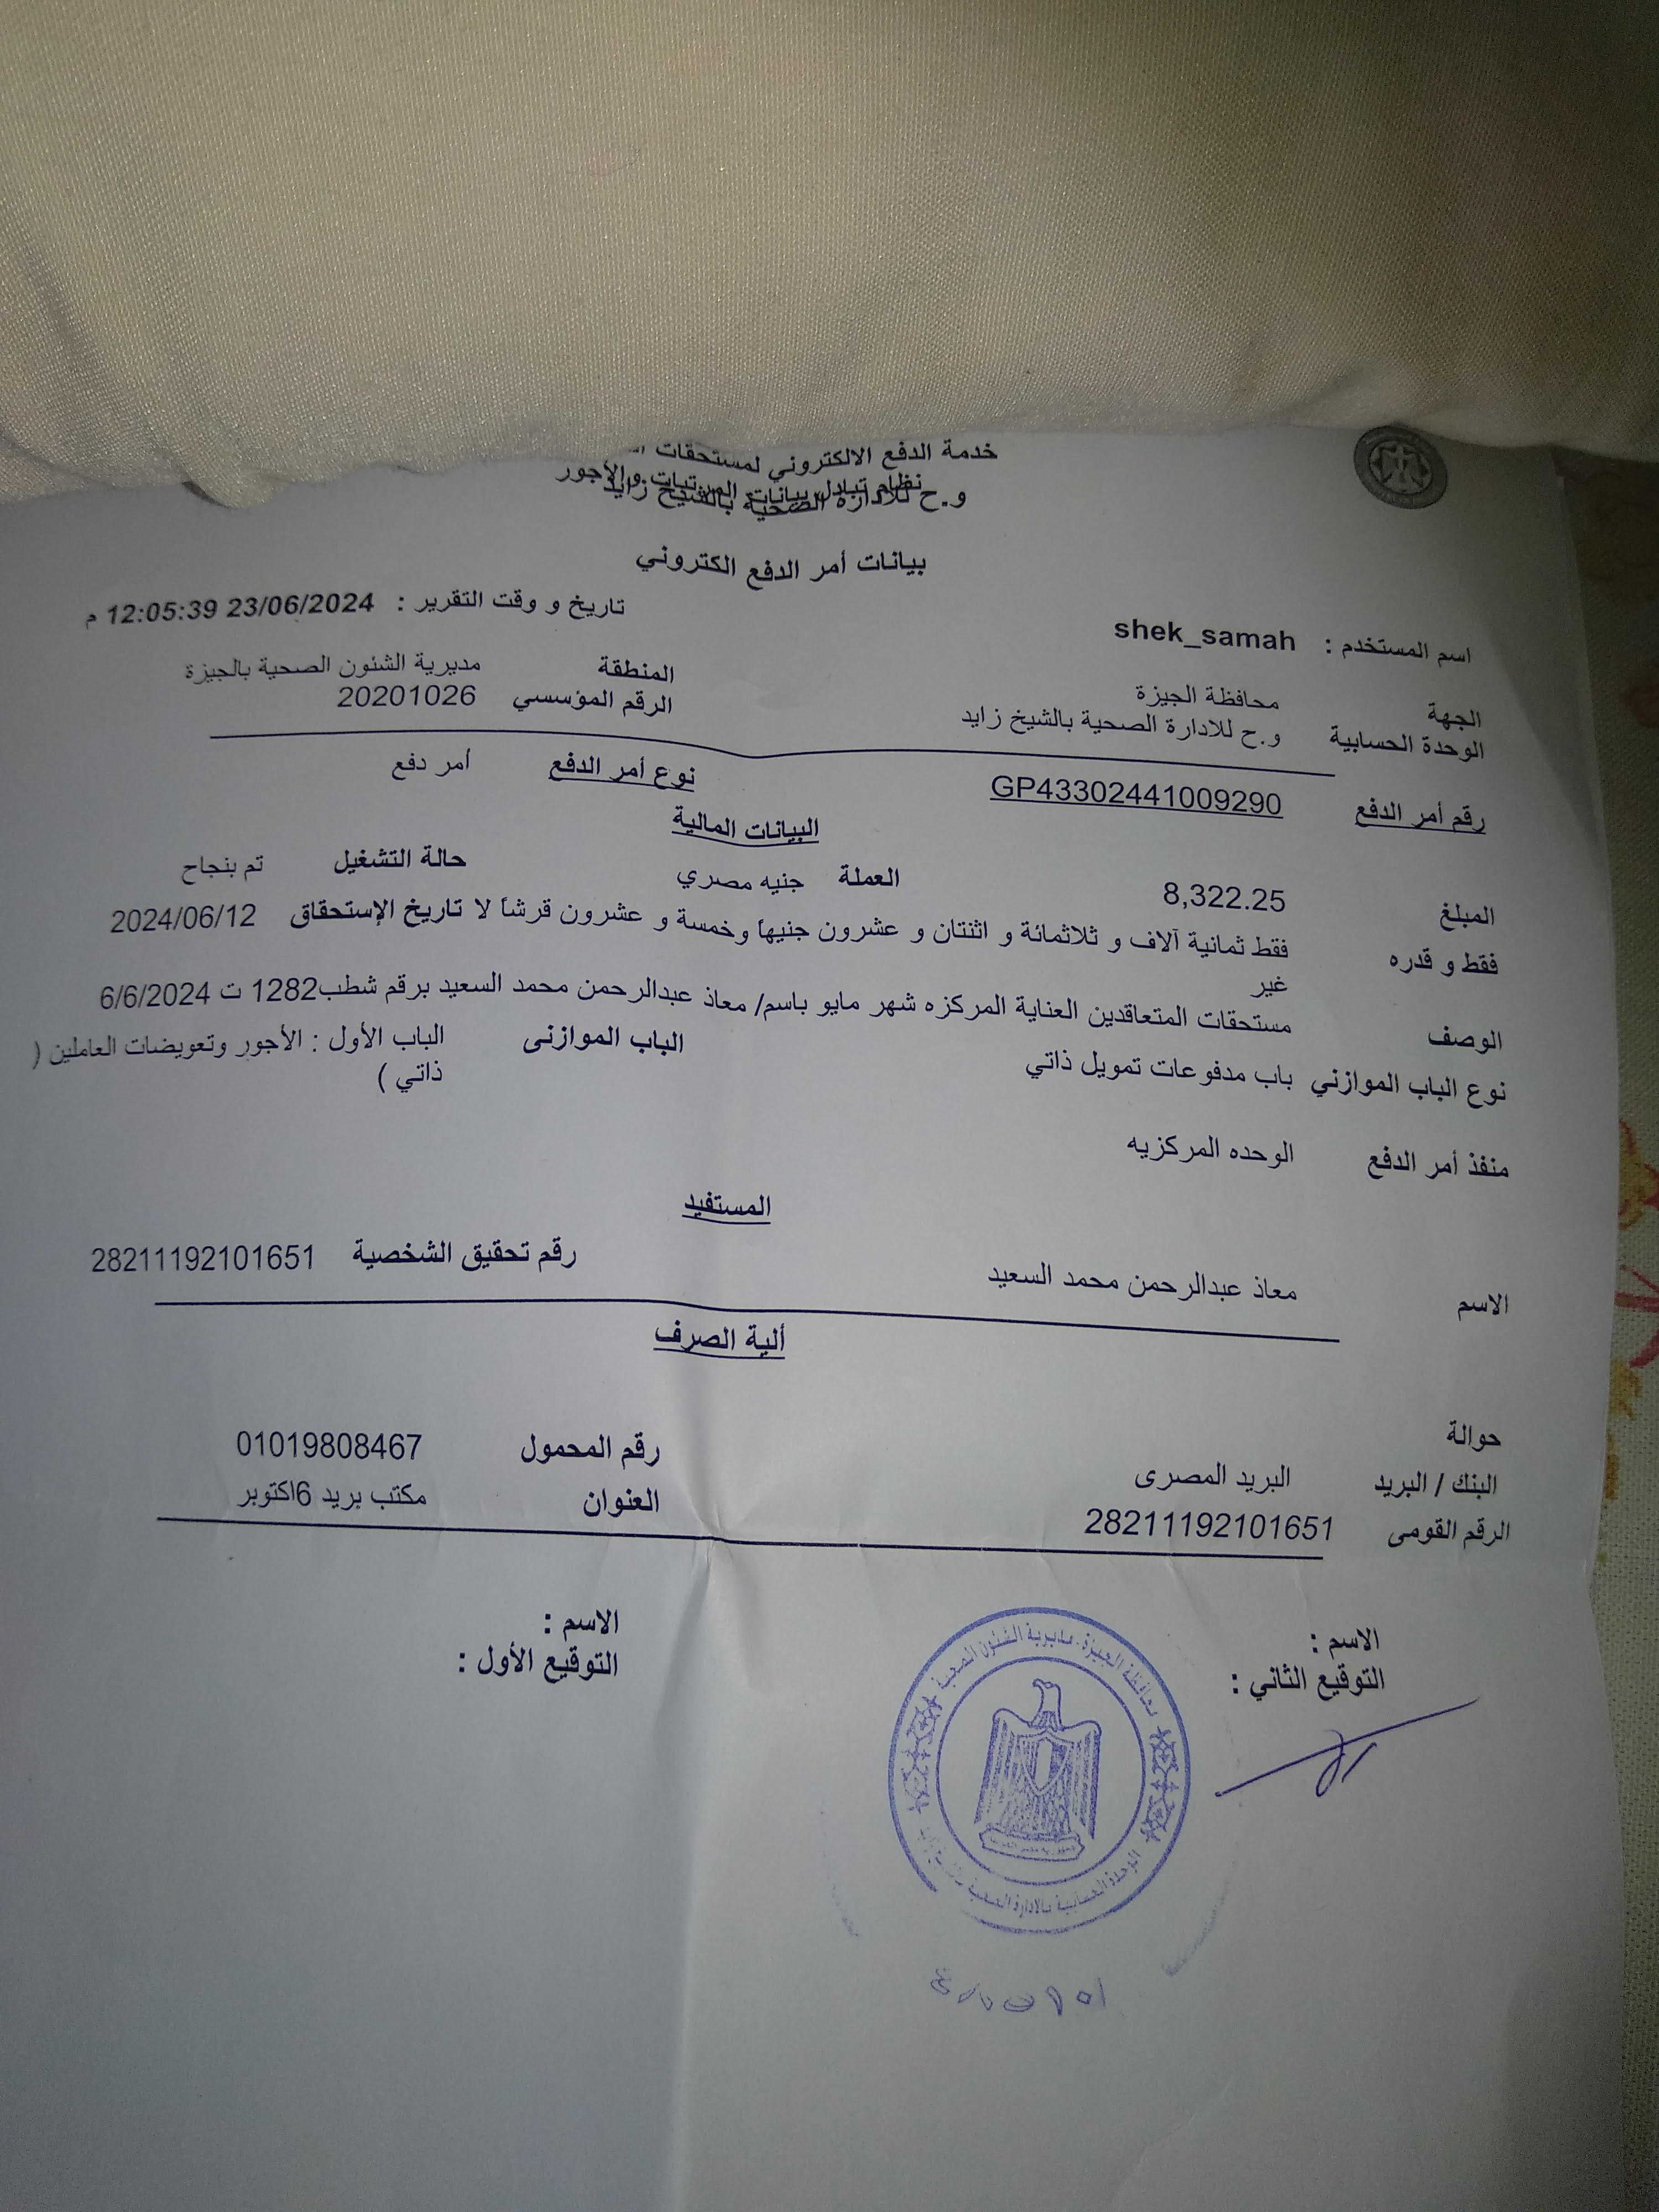 خدمة الدفع الالكتروني لمستحقات
نظام تبادل بيانات المرتبات والأجور
و.ح للادارة الصحية بالشيخ زايد
بيانات أمر الدفع الكتروني
تاريخ و وقت التقرير : 23/06/2024 12:05:39 م
اسم المستخدم : shek_samah
الجهة محافظة الجيزة المنطقة مديرية الشئون الصحية بالجيزة
الوحدة الحسابية و.ح للادارة الصحية بالشيخ زايد الرقم المؤسسي 20201026
رقم أمر الدفع GP43302441009290 نوع أمر الدفع أمر دفع
البيانات المالية
المبلغ 8,322.25 العملة جنيه مصري حالة التشغيل تم بنجاح
فقط و قدره فقط ثمانية آلاف و ثلاثمائة و اثنتان و عشرون جنيهاً وخمسة و عشرون قرشاً لا تاريخ الإستحقاق 2024/06/12
غير
الوصف مستحقات المتعاقدين العناية المركزه شهر مايو باسم/ معاذ عبدالرحمن محمد السعيد برقم شطب1282 ت 6/6/2024
نوع الباب الموازني باب مدفوعات تمويل ذاتي الباب الموازنى الباب الأول : الأجور وتعويضات العاملين (
ذاتي )
منفذ أمر الدفع الوحده المركزيه
المستفيد
الاسم معاذ عبدالرحمن محمد السعيد رقم تحقيق الشخصية 28211192101651
ألية الصرف
حوالة
البنك / البريد البريد المصرى رقم المحمول 01019808467
الرقم القومى 28211192101651 العنوان مكتب بريد 6اكتوبر
الاسم : الاسم :
التوقيع الثاني : التوقيع الأول :
محافظة الجيزة - مديرية الشئون الصحية
الوحدة الحسابية بالادارة الصحية